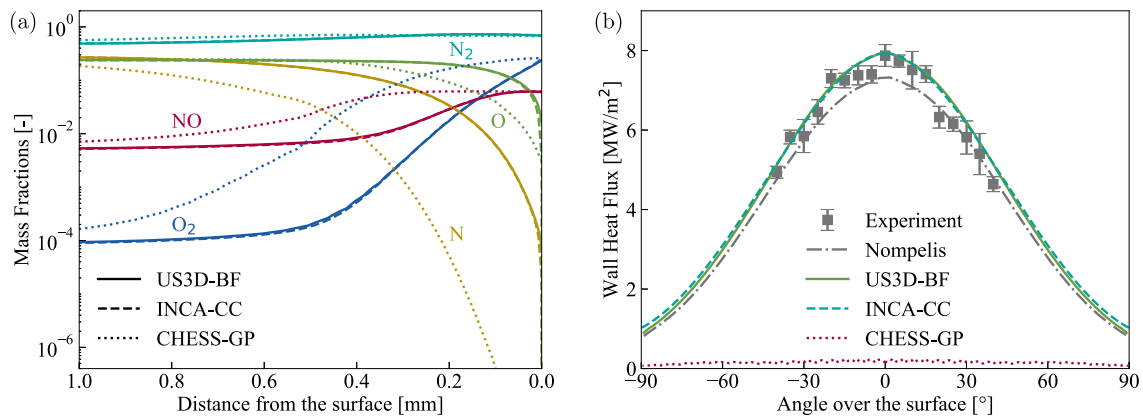 (a)
10^0
10^−2
10^−4
10^−6
Mass Fractions [-]
N₂
NO
O
O₂
N
US3D-BF
INCA-CC
CHESS-GP
1.0 0.8 0.6 0.4 0.2 0.0
Distance from the surface [mm]
(b)
8
6
4
2
0
Wall Heat Flux [MW/m²]
Experiment
Nompelis
US3D-BF
INCA-CC
CHESS-GP
−90 −60 −30 0 30 60 90
Angle over the surface [°]